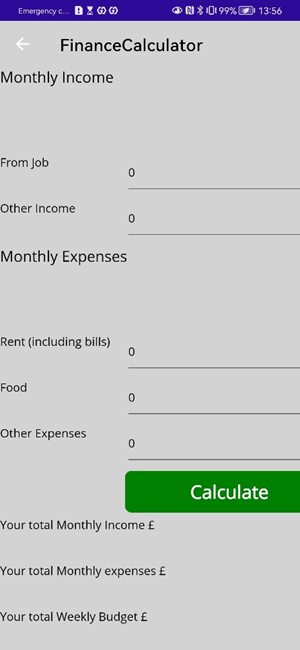 Emergency c... 99% 13:56
FinanceCalculator
Monthly Income
From Job 0
Other Income 0
Monthly Expenses
Rent (including bills) 0
Food 0
Other Expenses 0
Calculate
Your total Monthly Income £
Your total Monthly expenses £
Your total Weekly Budget £